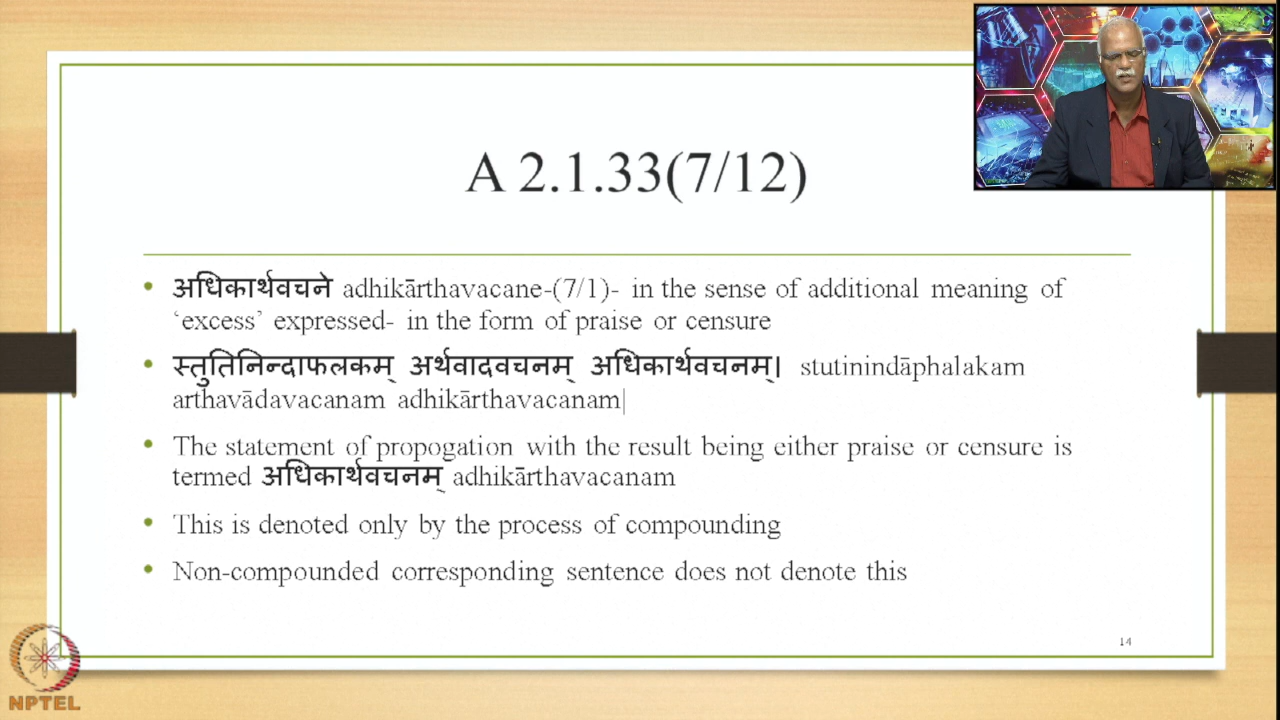 A 2.1.33(7/12)
अधिकार्थवचने adhikārthavacane-(7/1)- in the sense of additional meaning of
‘excess’ expressed- in the form of praise or censure
स्तुतिनिन्दाफलकम् अर्थवादवचनम् अधिकार्थवचनम्। stutinindāphalakam
arthavādavacanam adhikārthavacanam|
The statement of propogation with the result being either praise or censure is
termed अधिकार्थवचनम् adhikārthavacanam
This is denoted only by the process of compounding
Non-compounded corresponding sentence does not denote this
14
NPTEL